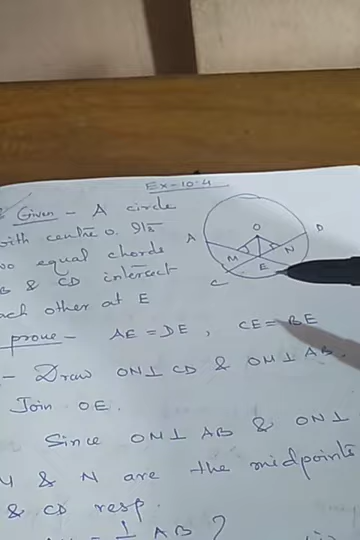 Ex-10.4
Given - A circle
with centre O. Its
two equal chords
& CD intersect
each other at E
A
O
D
M
N
E
C
prove - AE = DE , CE = BE
- Draw ON⊥ CD & OM⊥ AB.
Join OE.
Since OM⊥ AB & ON⊥
& N are the midpoints
& CD resp.
⊥ AB